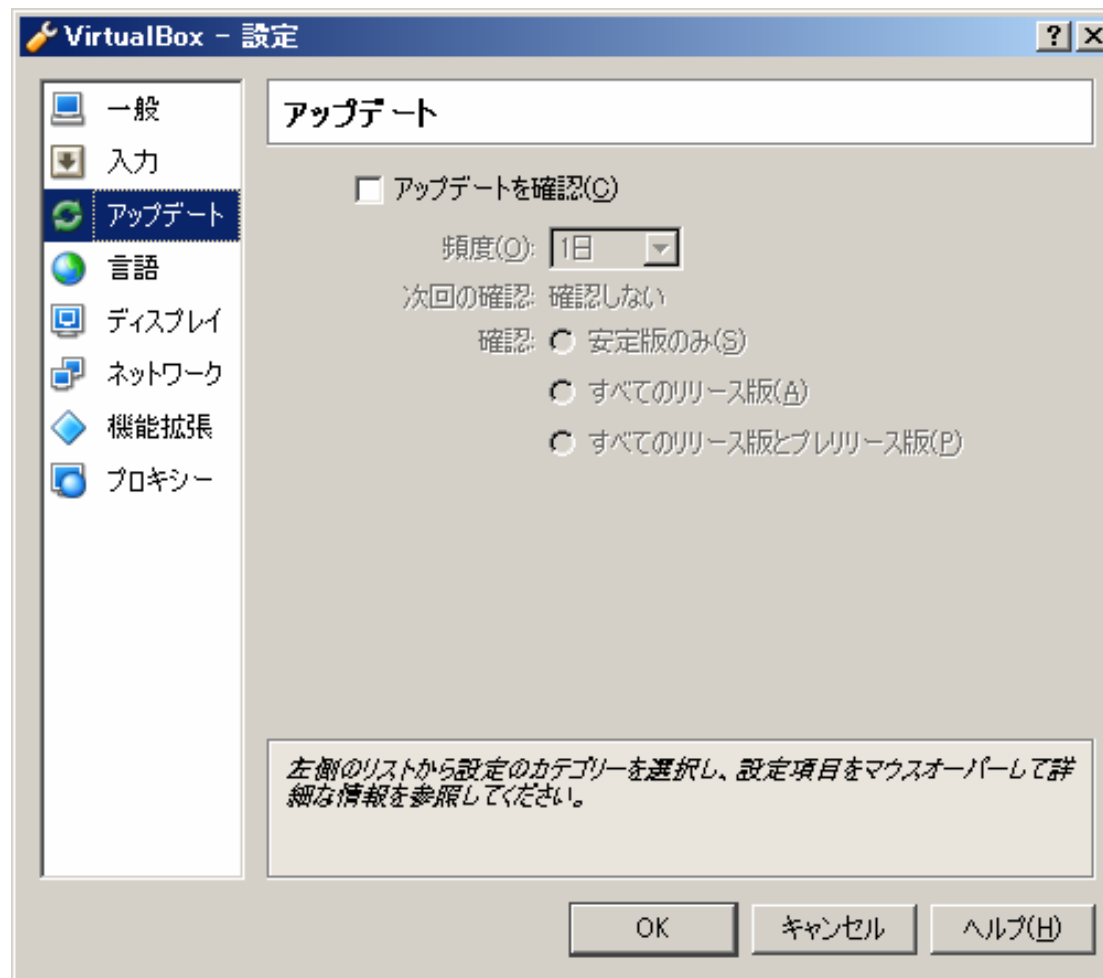 VirtualBox - 設定
一般
入力
アップデート
言語
ディスプレイ
ネットワーク
機能拡張
プロキシー
アップデート
アップデートを確認(C)
頻度(O): 1日
次回の確認: 確認しない
確認: 安定版のみ(S)
すべてのリリース版(A)
すべてのリリース版とプレリリース版(P)
左側のリストから設定のカテゴリーを選択し、設定項目をマウスオーバーして詳
細な情報を参照してください。
OK キャンセル ヘルプ(H)